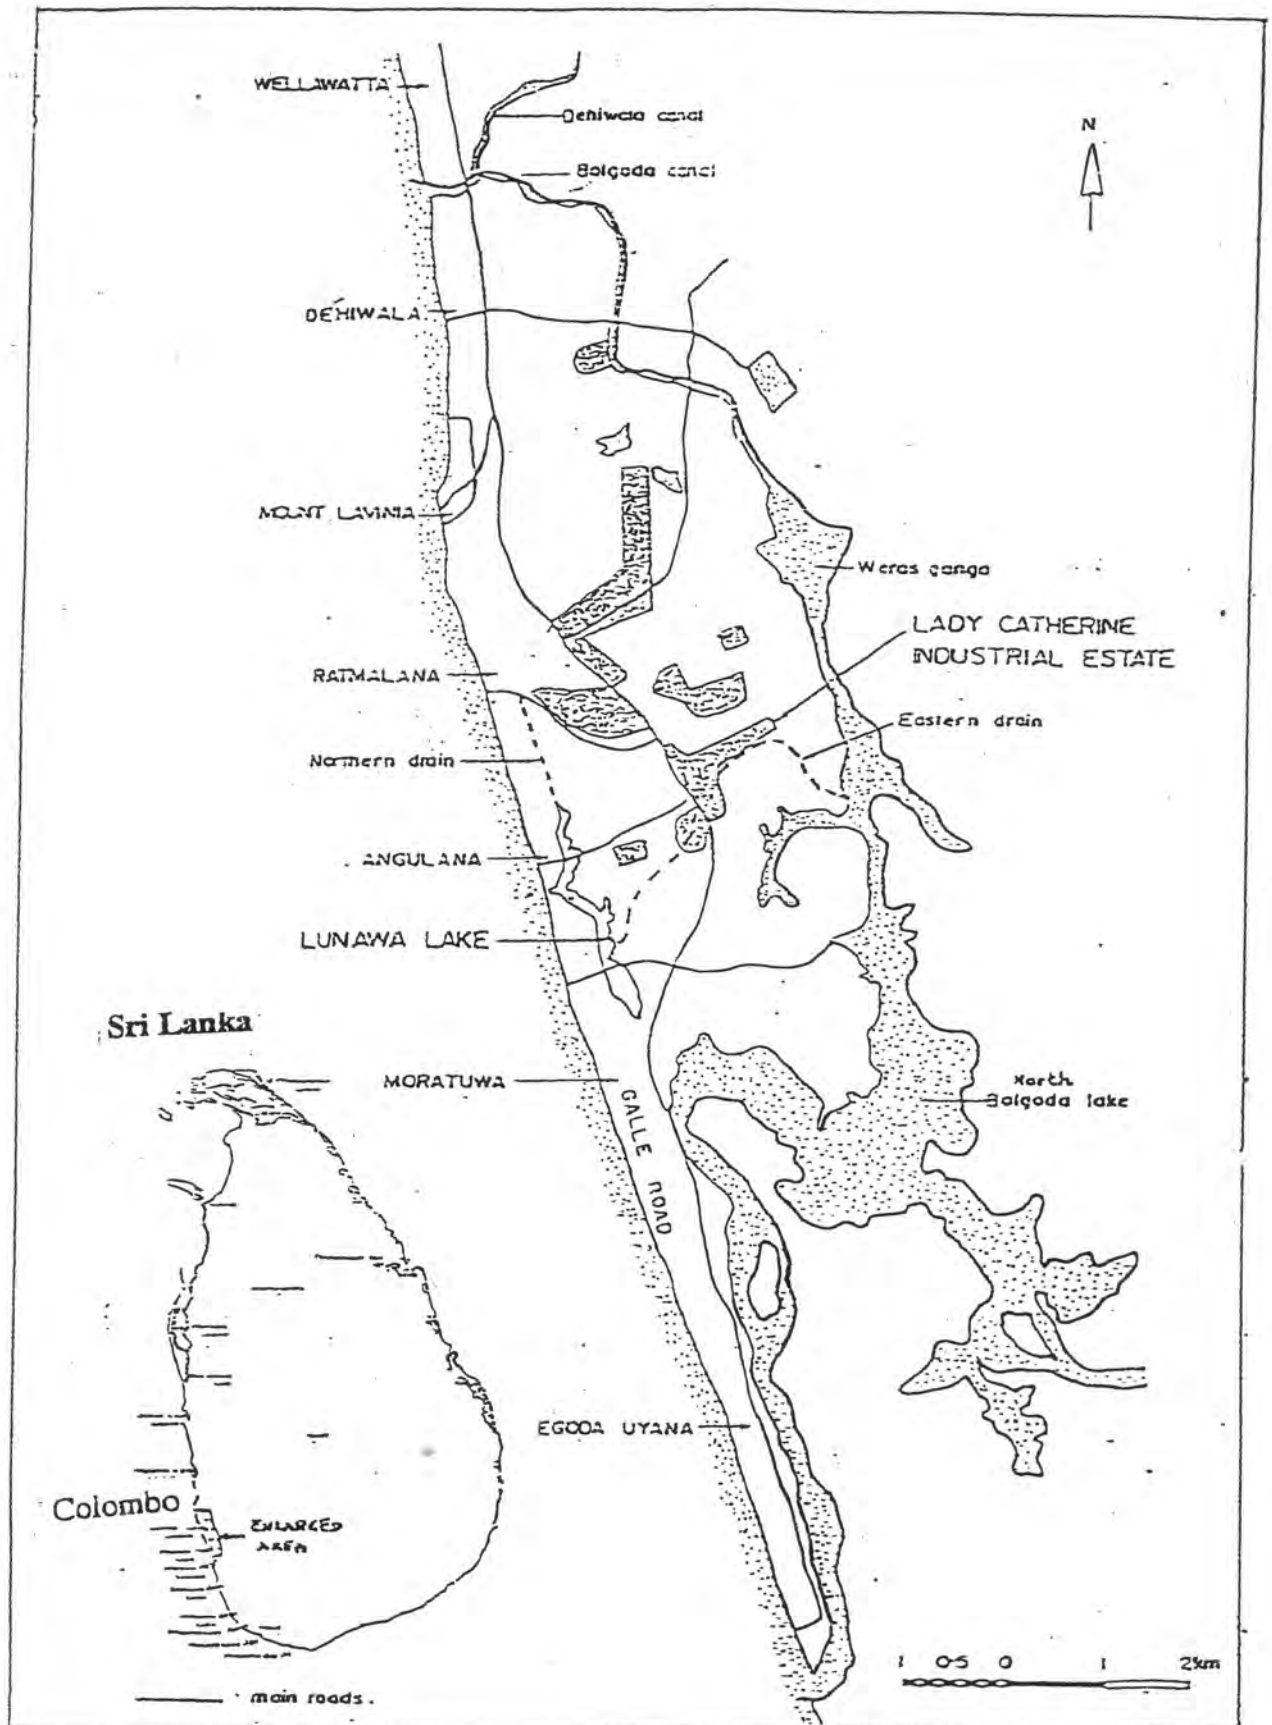 WELLAWATTA
Dehiwala canal
N
Bolgoda canal
DEHIWALA
MOUNT LAVINIA
Weras ganga
LADY CATHERINE
INDUSTRIAL ESTATE
RATMALANA
Eastern drain
Northern drain
ANGULANA
LUNAWA LAKE
Sri Lanka
MORATUWA
North
Bolgoda lake
GALLE ROAD
EGODA UYANA
Colombo
ENLARGED
AREA
1 0·5 0 1 2km
main roads.